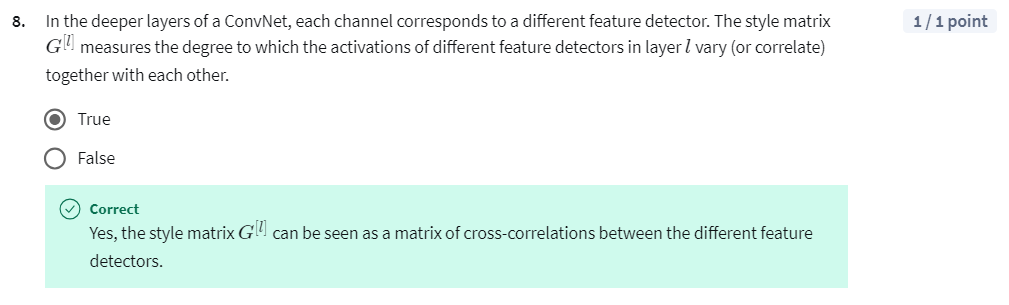 8. In the deeper layers of a ConvNet, each channel corresponds to a different feature detector. The style matrix 1 / 1 point
G[l] measures the degree to which the activations of different feature detectors in layer l vary (or correlate)
together with each other.
True
False
Correct
Yes, the style matrix G[l] can be seen as a matrix of cross-correlations between the different feature
detectors.